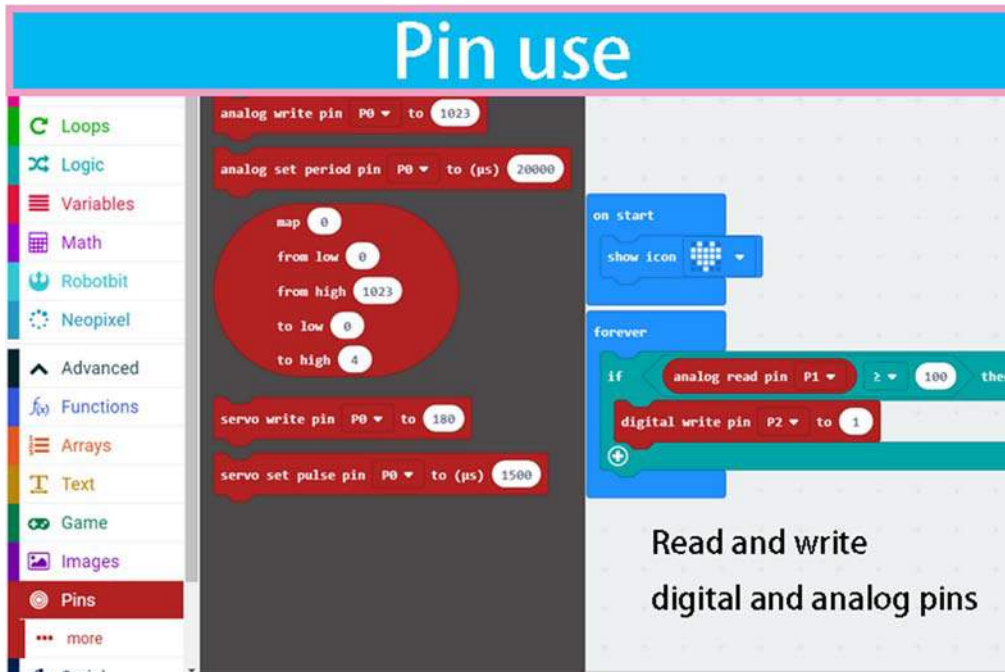 Pin use
Loops
Logic
Variables
Math
Robotbit
Neopixel
Advanced
f(x) Functions
Arrays
Text
Game
Images
Pins
more
analog write pin P0 to 1023
analog set period pin P0 to (µs) 20000
map 0
from low 0
from high 1023
to low 0
to high 4
servo write pin P0 to 180
servo set pulse pin P0 to (µs) 1500
on start
show icon
forever
if analog read pin P1 ≥ 100 the
digital write pin P2 to 1
Read and write
digital and analog pins